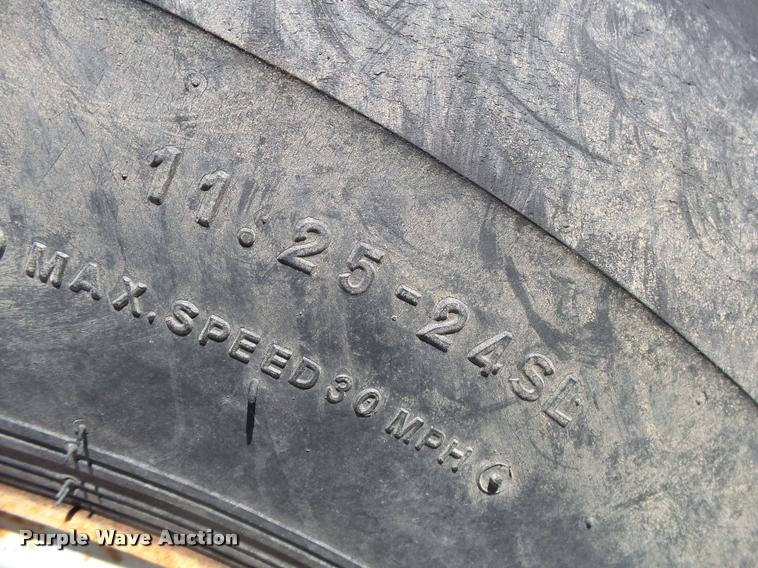 11.25-24SL
MAX. SPEED 30 MPH
Purple Wave Auction